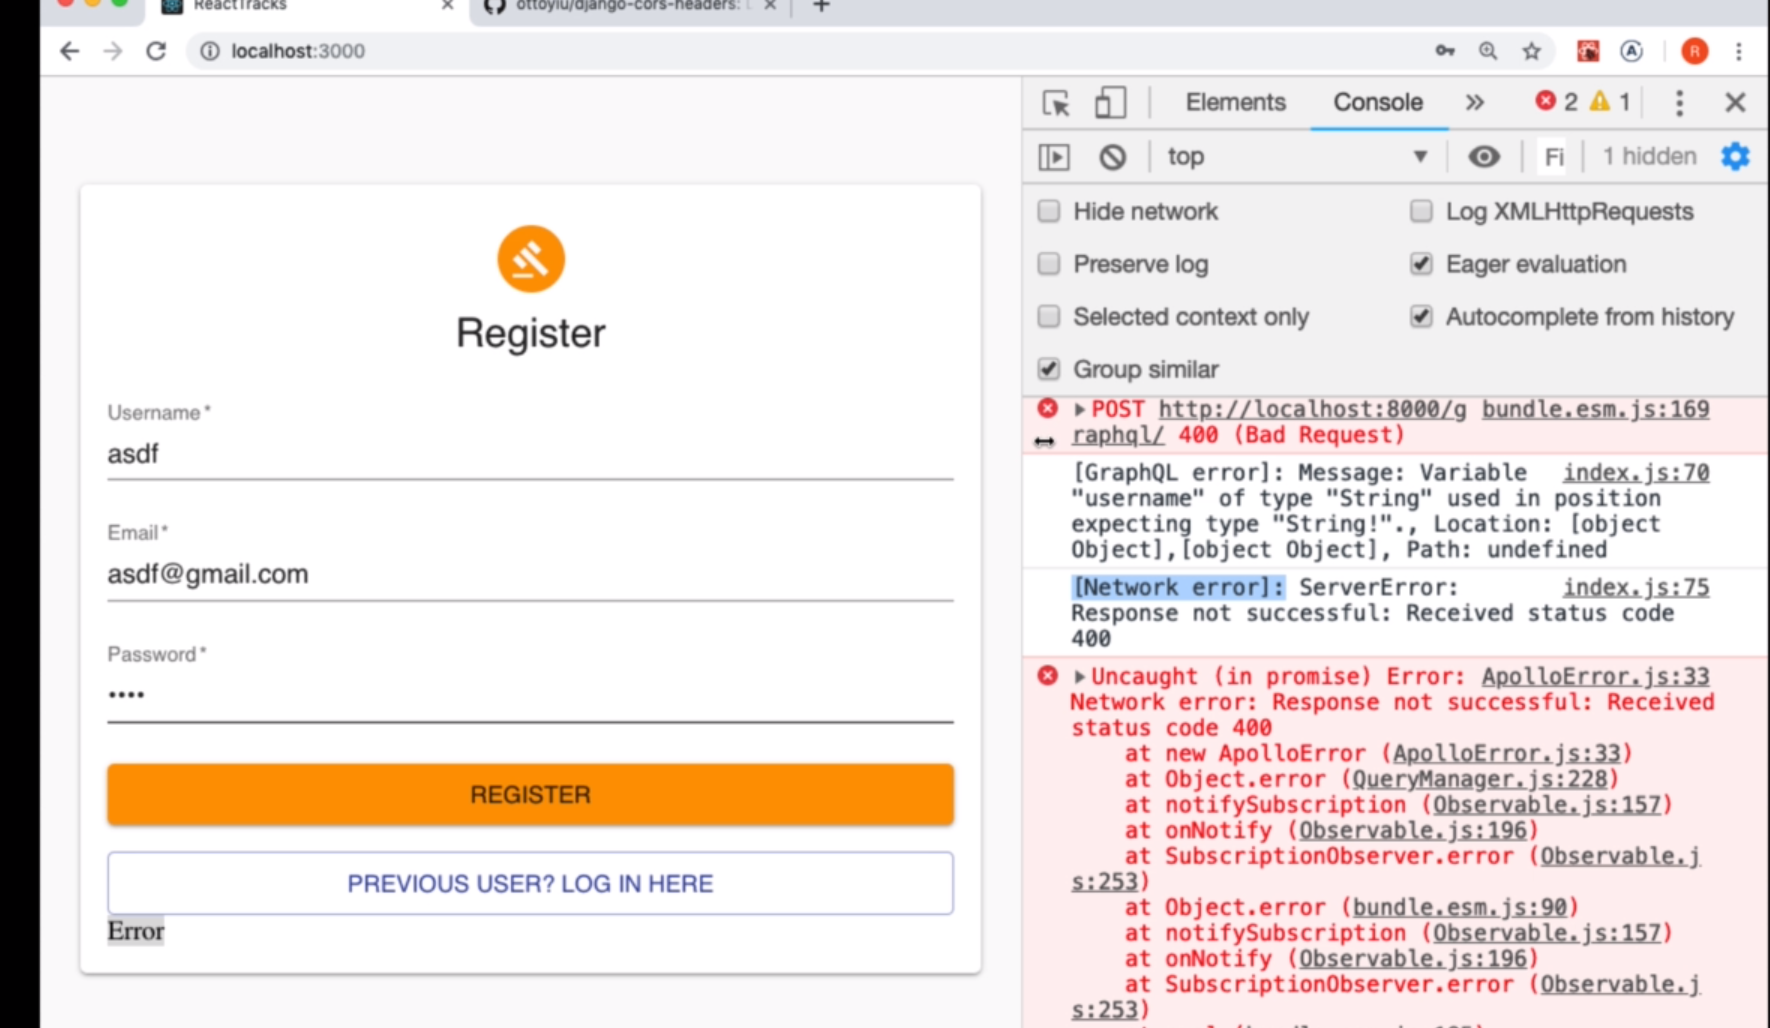 ReactTracks
ottoyiu/django-cors-headers:
localhost:3000
R
Elements Console 2 1
top Fi 1 hidden
Hide network Log XMLHttpRequests
Preserve log Eager evaluation
Selected context only Autocomplete from history
Group similar
Register
Username *
asdf
Email *
asdf@gmail.com
Password *
••••
REGISTER
PREVIOUS USER? LOG IN HERE
Error
POST http://localhost:8000/g bundle.esm.js:169
raphql/ 400 (Bad Request)
[GraphQL error]: Message: Variable index.js:70
"username" of type "String" used in position
expecting type "String!"., Location: [object
Object],[object Object], Path: undefined
[Network error]: ServerError: index.js:75
Response not successful: Received status code
400
Uncaught (in promise) Error: ApolloError.js:33
Network error: Response not successful: Received
status code 400
at new ApolloError (ApolloError.js:33)
at Object.error (QueryManager.js:228)
at notifySubscription (Observable.js:157)
at onNotify (Observable.js:196)
at SubscriptionObserver.error (Observable.j
s:253)
at Object.error (bundle.esm.js:90)
at notifySubscription (Observable.js:157)
at onNotify (Observable.js:196)
at SubscriptionObserver.error (Observable.j
s:253)